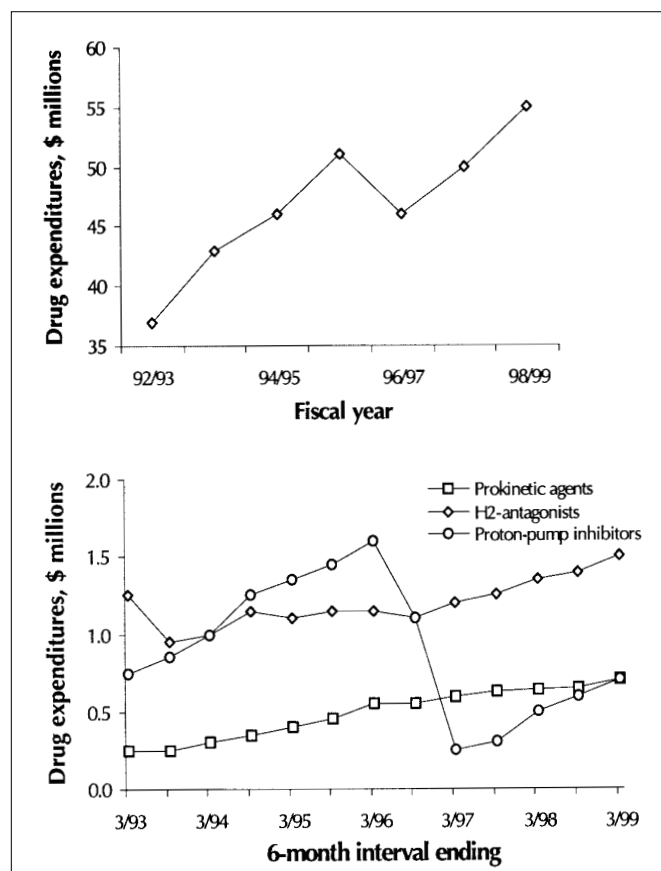 60
55
50
45
40
35
Drug expenditures, $ millions
92/93 94/95 96/97 98/99
Fiscal year
2.0
1.5
1.0
0.5
0.0
Drug expenditures, $ millions
Prokinetic agents
H2-antagonists
Proton-pump inhibitors
3/93 3/94 3/95 3/96 3/97 3/98 3/99
6-month interval ending